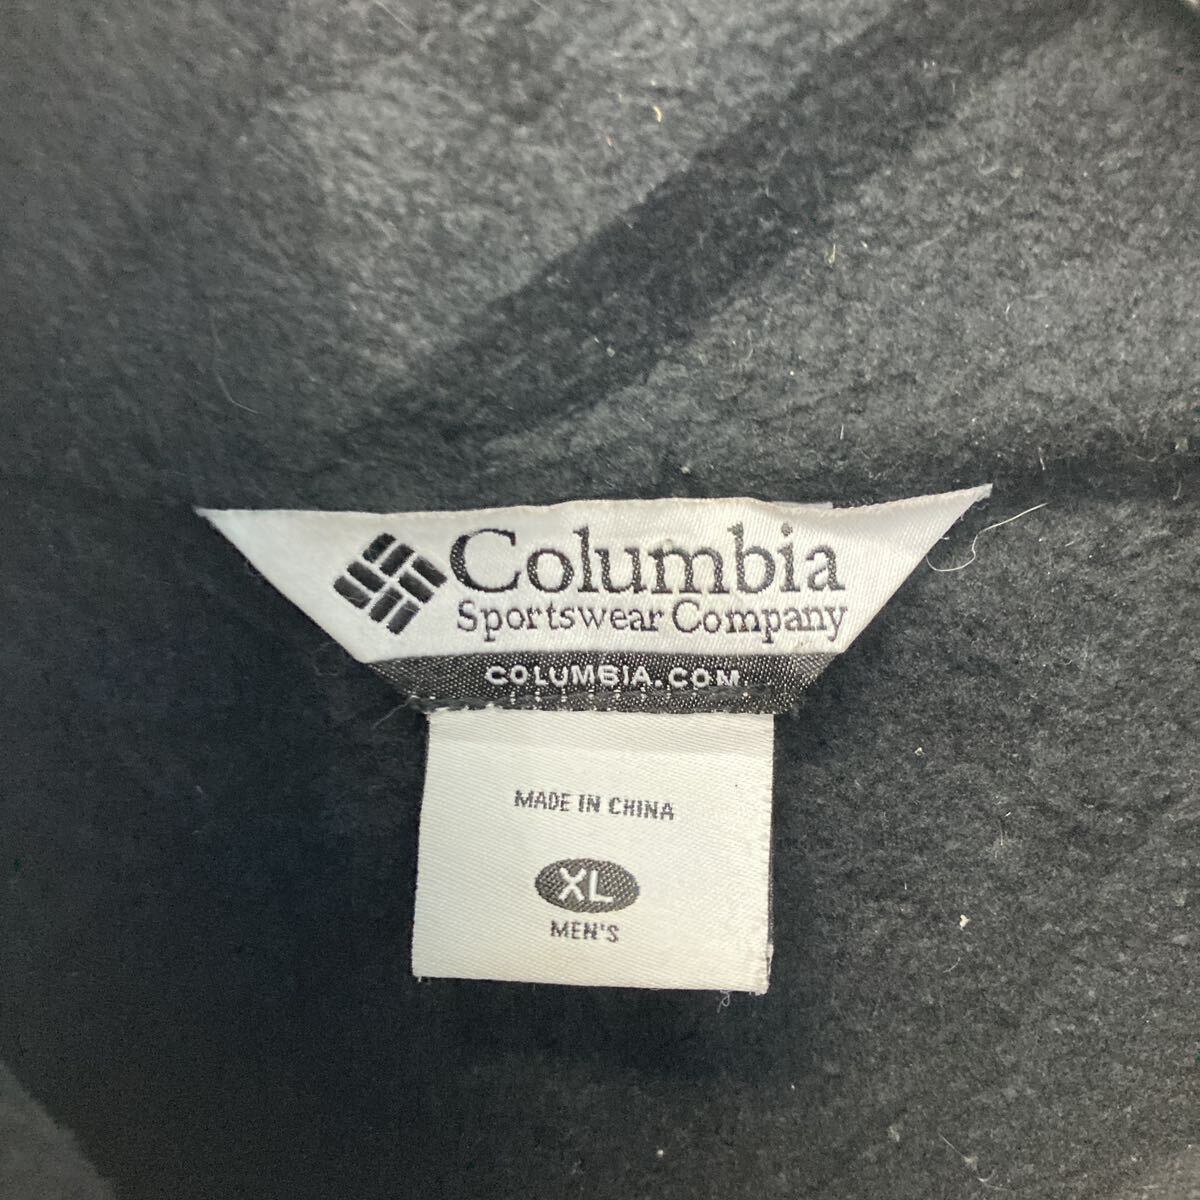 Columbia
Sportswear Company
COLUMBIA.COM
MADE IN CHINA
XL
MEN'S